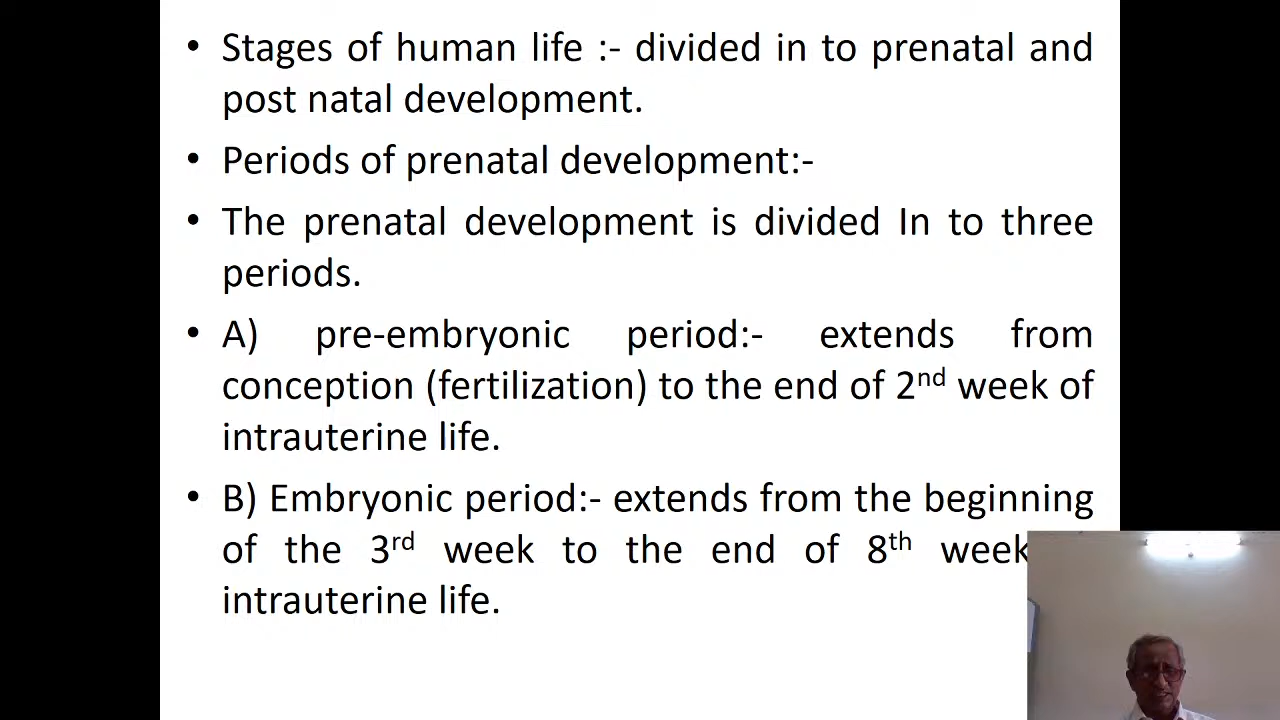 • Stages of human life :- divided in to prenatal and
post natal development.
• Periods of prenatal development:-
• The prenatal development is divided In to three
periods.
• A) pre-embryonic period:- extends from
conception (fertilization) to the end of 2nd week of
intrauterine life.
• B) Embryonic period:- extends from the beginning
of the 3rd week to the end of 8th week
intrauterine life.